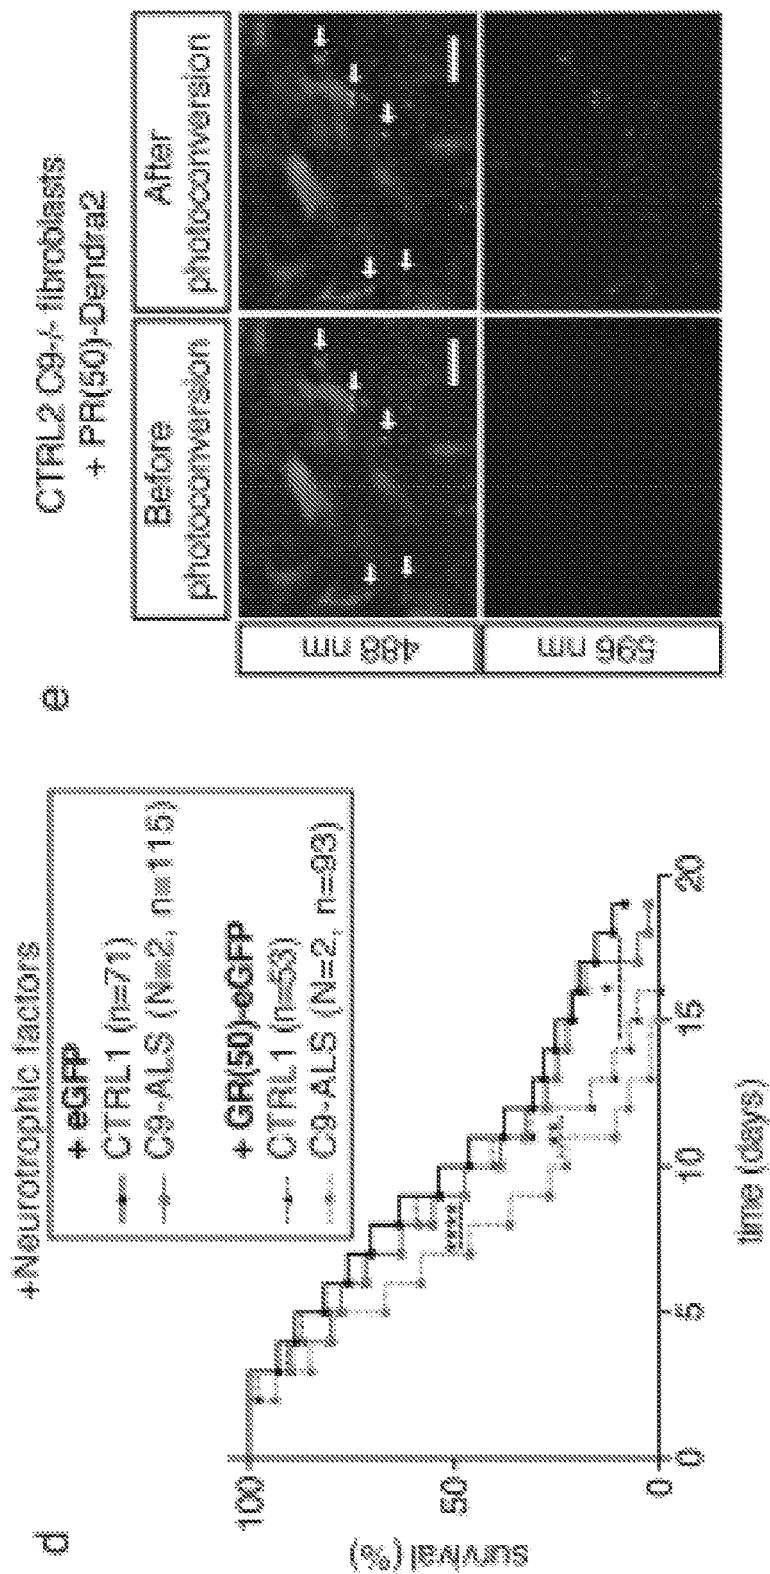 d
+Neurotrophic factors
+ eGFP
CTRL1 (n=71)
C9-ALS (N=2, n=115)
+ GR(50)-eGFP
CTRL1 (n=53)
C9-ALS (N=2, n=93)
survival (%)
100
50
0
****
*
0
5
10
15
20
time (days)
e
CTRL2 C9-/- fibroblasts
+ PR(50)-Dendra2
Before
photoconversion
After
photoconversion
488 nm
596 nm